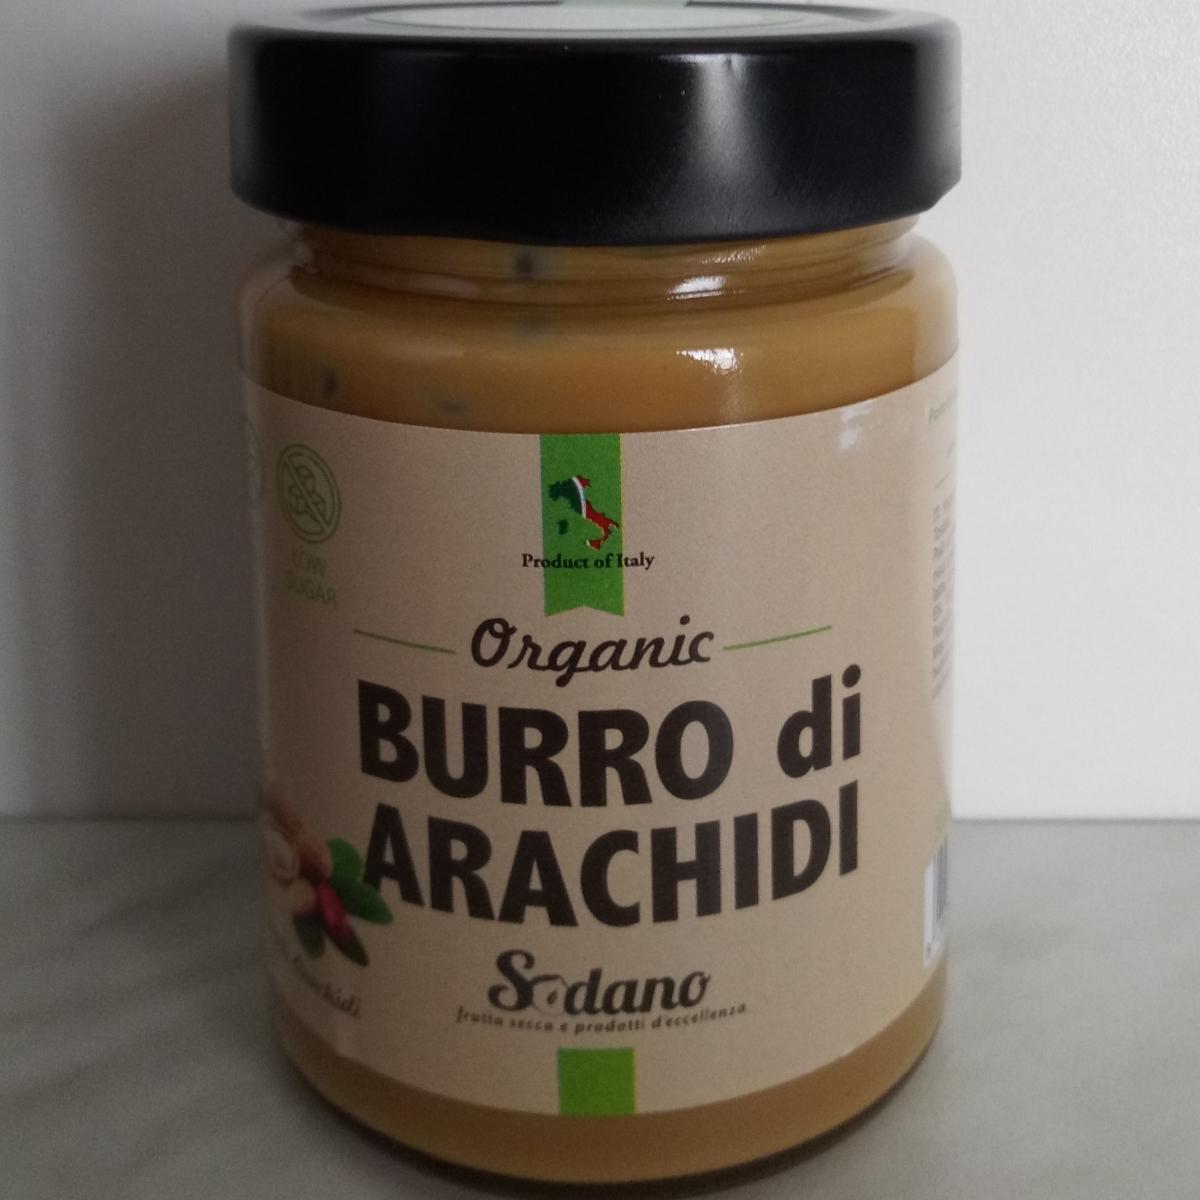 Product of Italy
LOW
SUGAR
Organic
BURRO di
ARACHIDI
Sodano
frutta secca e prodotti d'eccellenza